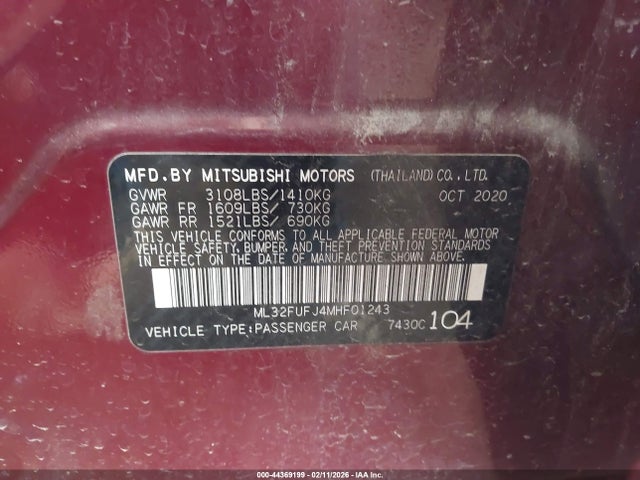 MFD.BY MITSUBISHI MOTORS (THAILAND) CO.,LTD.
GVWR 3108LBS/1410KG OCT 2020
GAWR FR 1609LBS/ 730KG
GAWR RR 1521LBS/ 690KG
THIS VEHICLE CONFORMS TO ALL APPLICABLE FEDERAL MOTOR
VEHICLE SAFETY, BUMPER, AND THEFT PREVENTION STANDARDS
IN EFFECT ON THE DATE OF MANUFACTURE SHOWN ABOVE.
ML32FUFJ4MHF01243
VEHICLE TYPE:PASSENGER CAR 7430C 104
000-44369199 - 02/11/2026 - IAA, Inc.